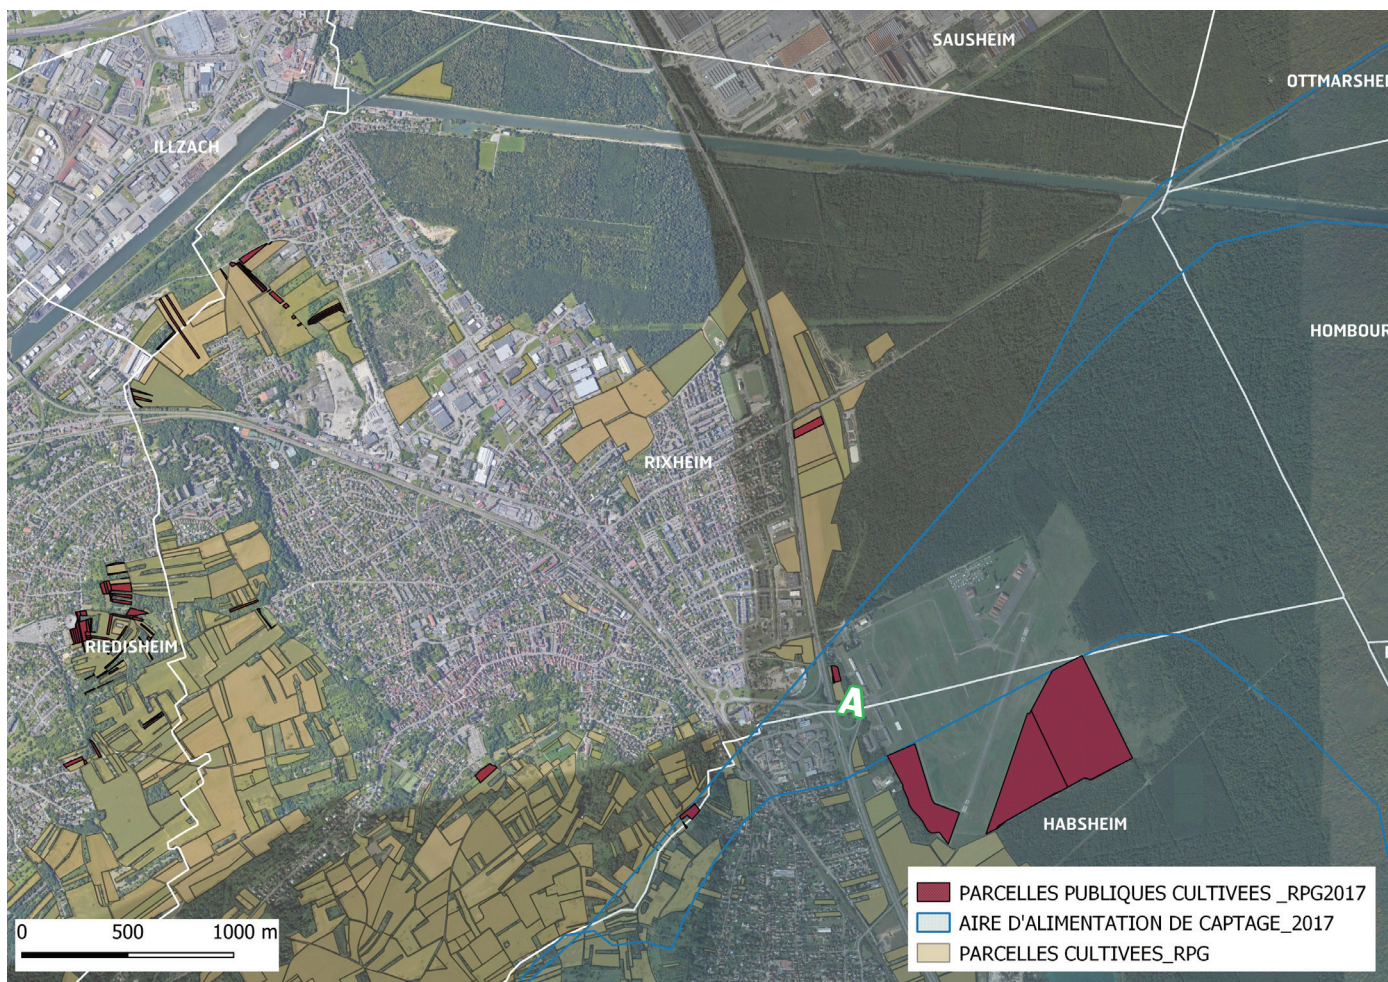 SAUSHEIM
OTTMARSHEI
ILLZACH
HOMBOUR
RIXHEIM
RIEDISHEIM
A
HABSHEIM
PARCELLES PUBLIQUES CULTIVEES _RPG2017
AIRE D'ALIMENTATION DE CAPTAGE_2017
PARCELLES CULTIVEES_RPG
0 500 1000 m